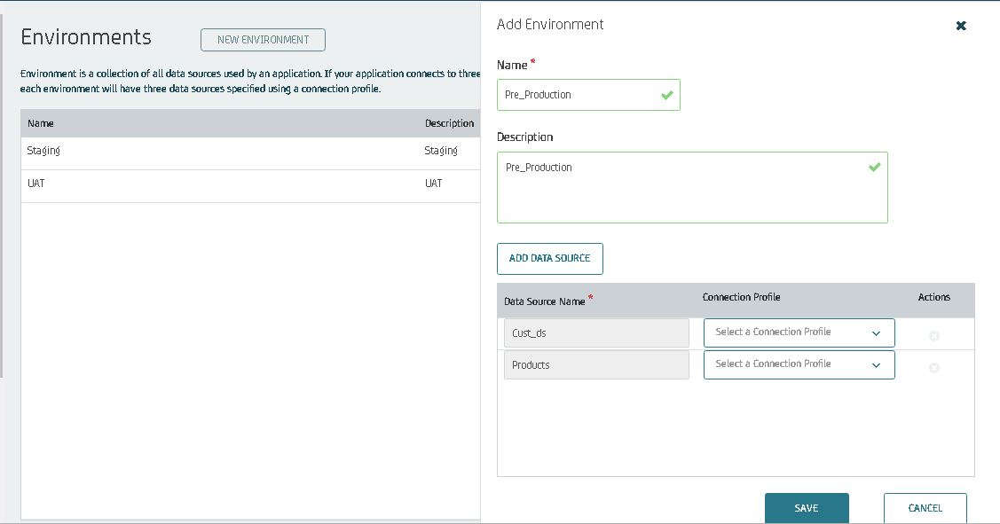 Environments
NEW ENVIRONMENT
Environment is a collection of all data sources used by an application. If your application connects to three
each environment will have three data sources specified using a connection profile.
Name Description
Staging Staging
UAT UAT
Add Environment
Name *
Pre_Production
Description
Pre_Production
ADD DATA SOURCE
Data Source Name * Connection Profile Actions
Cust_ds Select a Connection Profile
Products Select a Connection Profile
SAVE CANCEL